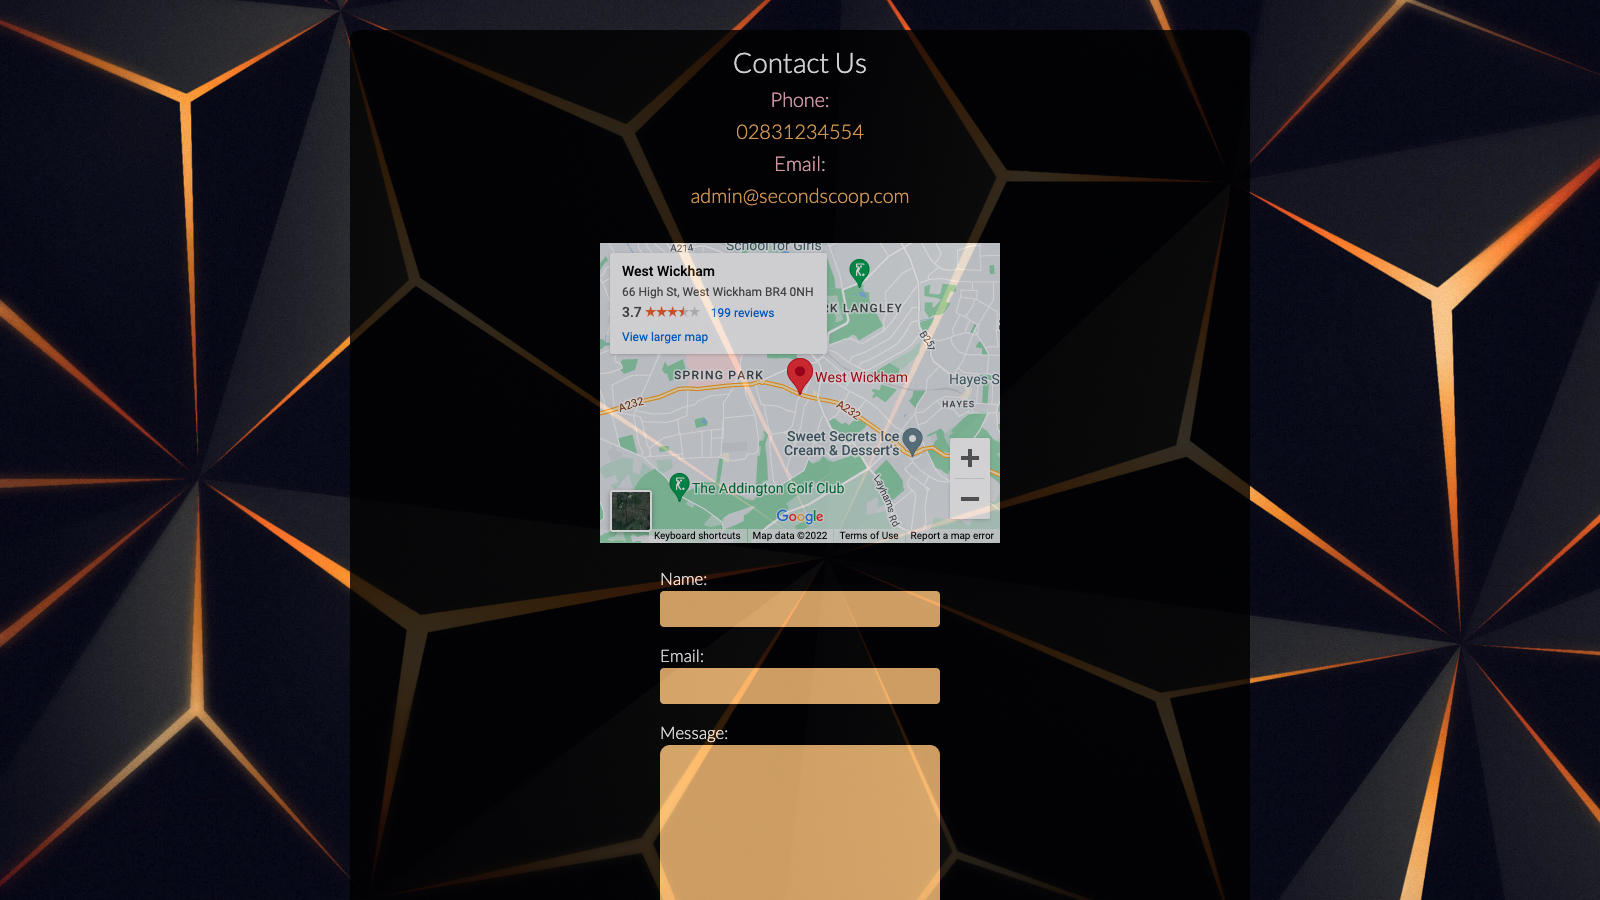 Contact Us
Phone:
02831234554
Email:
admin@secondscoop.com
A214
School for Girls
West Wickham
66 High St, West Wickham BR4 0NH
3.7
199 reviews
View larger map
RK LANGLEY
B251
SPRING PARK
West Wickham
Hayes S
HAYES
A232
A232
Sweet Secrets Ice
Cream & Dessert's
The Addington Golf Club
Layhams Rd
Google
Keyboard shortcuts
Map data ©2022
Terms of Use
Report a map error
Name:
Email:
Message: